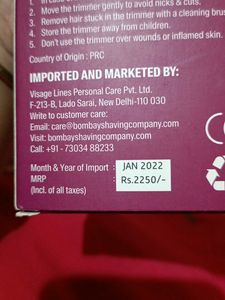 2. Move the trimmer gently to avoid nicks & cuts.
3. Remove hair stuck in the trimmer with a cleaning brush
4. Store the trimmer away from children.
5. Don't use the trimmer over wounds or inflamed skin.
Country of Origin : PRC
IMPORTED AND MARKETED BY:
Visage Lines Personal Care Pvt. Ltd.
F-213-B, Lado Sarai, New Delhi-110 030
Write to customer care:
Email: care@bombayshavingcompany.com
Visit: bombayshavingcompany.com
Call: + 91 - 73034 88233
Month & Year of Import : JAN 2022
MRP Rs.2250/-
(Incl. of all taxes)